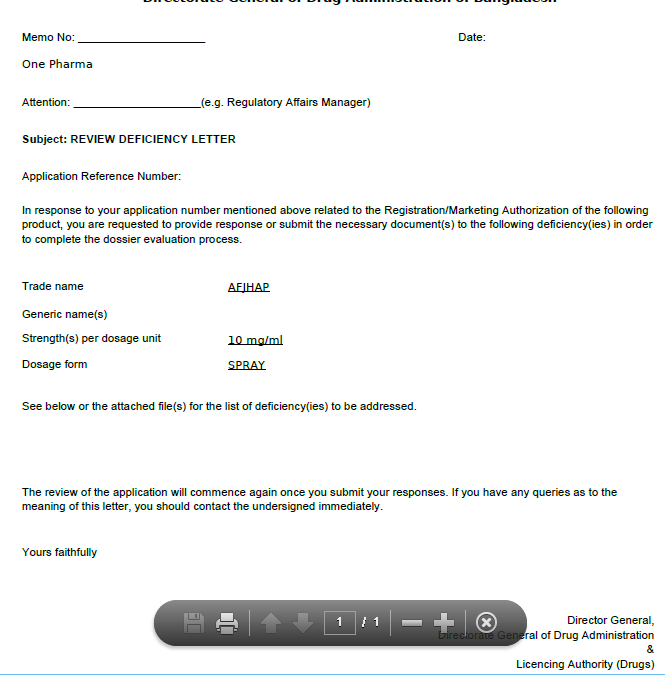 Directorate General of Drug Administration of Bangladesh
Memo No: ____________________ Date:
One Pharma
Attention: ____________________(e.g. Regulatory Affairs Manager)
Subject: REVIEW DEFICIENCY LETTER
Application Reference Number:
In response to your application number mentioned above related to the Registration/Marketing Authorization of the following
product, you are requested to provide response or submit the necessary document(s) to the following deficiency(ies) in order
to complete the dossier evaluation process.
Trade name AFJHAP
Generic name(s)
Strength(s) per dosage unit 10 mg/ml
Dosage form SPRAY
See below or the attached file(s) for the list of deficiency(ies) to be addressed.
The review of the application will commence again once you submit your responses. If you have any queries as to the
meaning of this letter, you should contact the undersigned immediately.
Yours faithfully
1 / 1
Director General,
Directorate General of Drug Administration
&
Licencing Authority (Drugs)